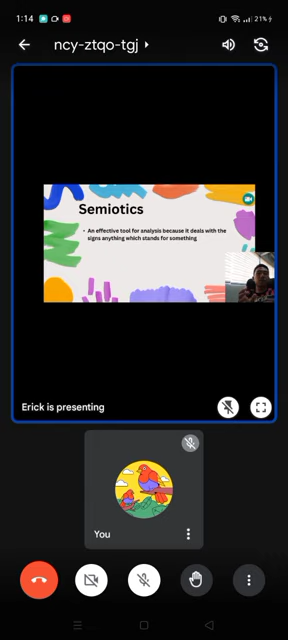 1:14
21%
ncy-ztqo-tgj
Semiotics
• An effective tool for analysis because it deals with the
signs anything which stands for something
Erick is presenting
You